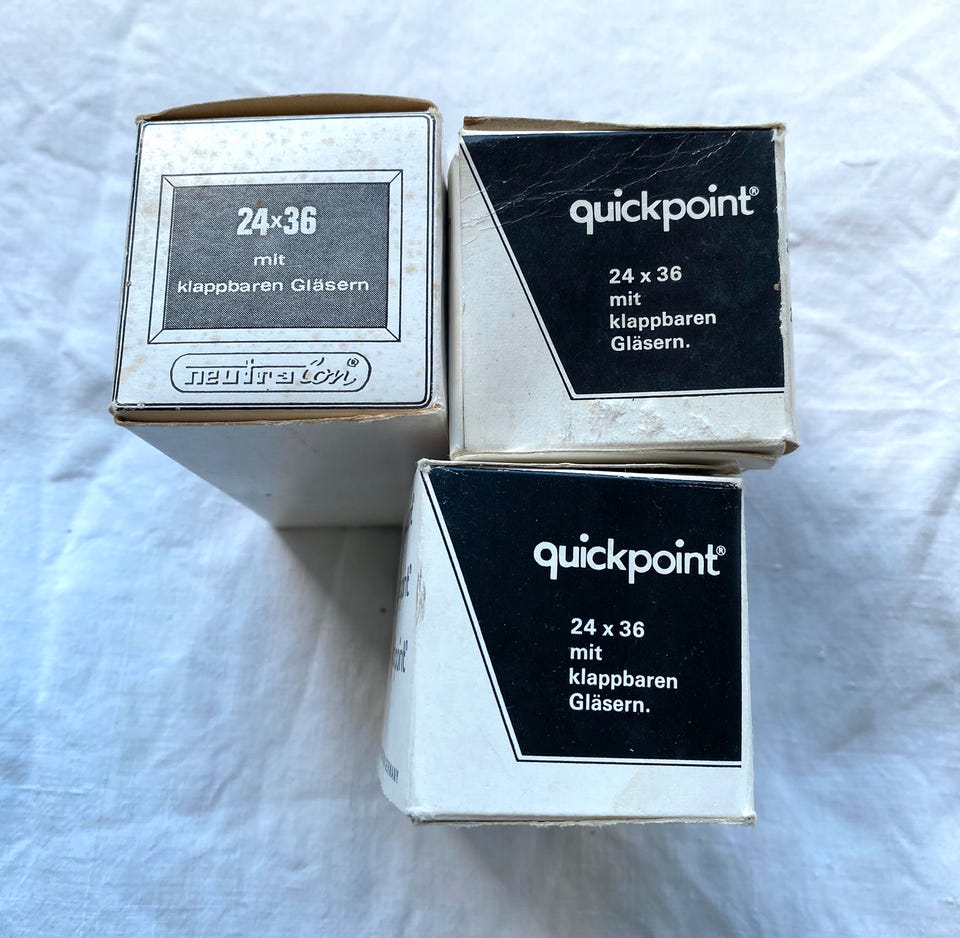 24x36
mit
klappbaren Gläsern
neutralon®
quickpoint®
24 x 36
mit
klappbaren
Gläsern.
quickpoint®
24 x 36
mit
klappbaren
Gläsern.